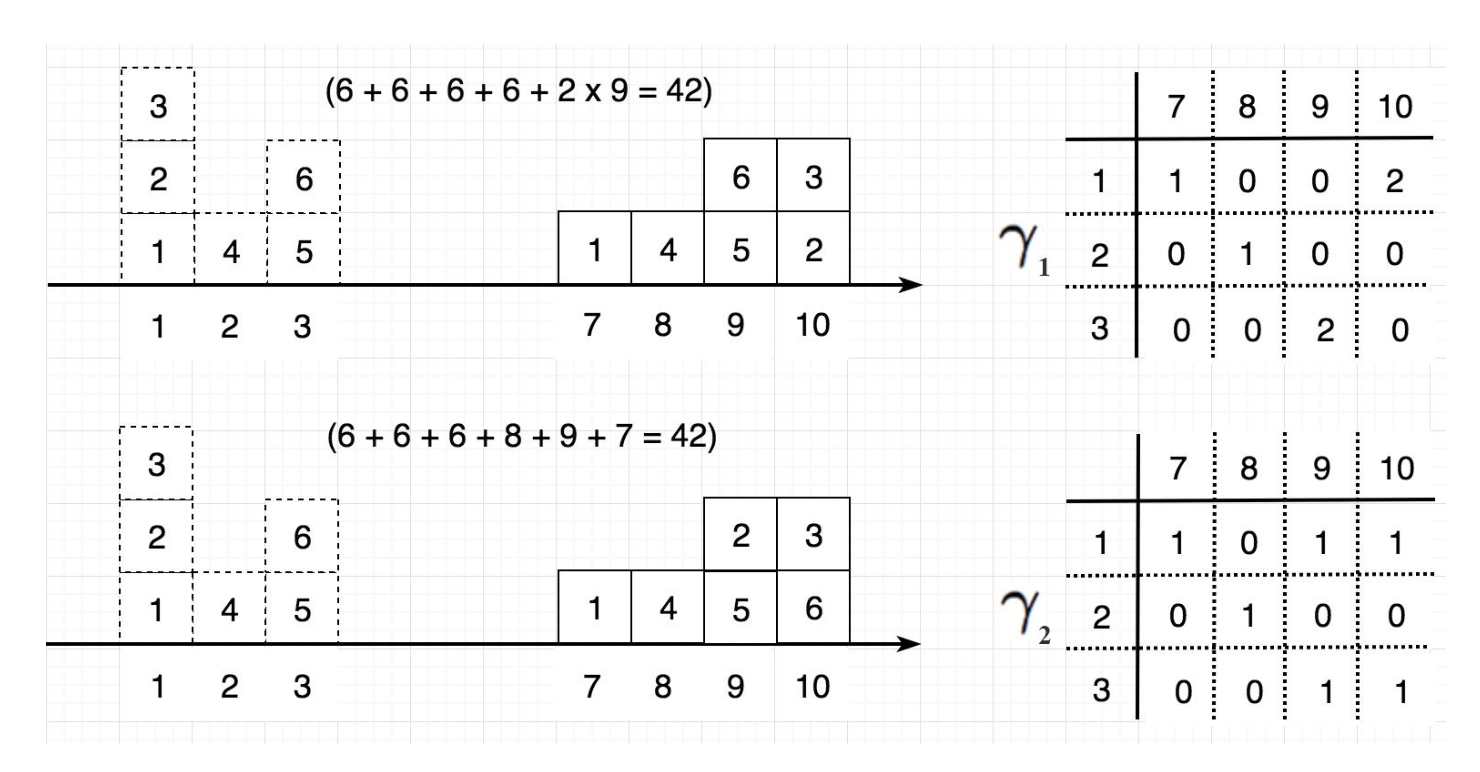 (6 + 6 + 6 + 6 + 2 x 9 = 42)
3
2 6
1 4 5
6 3
1 4 5 2
1 2 3 7 8 9 10
γ1
7 8 9 10
1 1 0 0 2
2 0 1 0 0
3 0 0 2 0
(6 + 6 + 6 + 8 + 9 + 7 = 42)
3
2 6
1 4 5
2 3
1 4 5 6
1 2 3 7 8 9 10
γ2
7 8 9 10
1 1 0 1 1
2 0 1 0 0
3 0 0 1 1